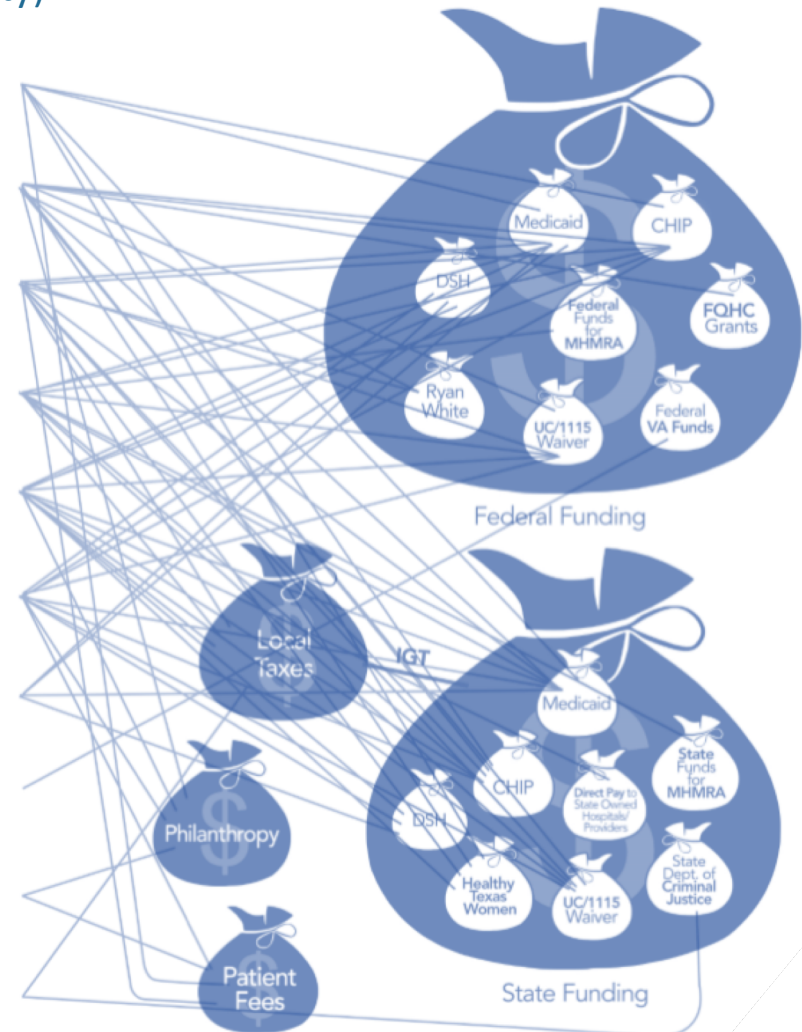 Medicaid
CHIP
DSH
Federal
Funds
for
MHMRA
FQHC
Grants
Ryan
White
UC/1115
Waiver
Federal
VA Funds
Federal Funding
Local
Taxes
IGT
Medicaid
State
Funds
for
MHMRA
CHIP
Direct Pay to
State Owned
Hospitals/
Providers
DSH
Philanthropy
Healthy
Texas
Women
UC/1115
Waiver
State
Dept. of
Criminal
Justice
Patient
Fees
State Funding